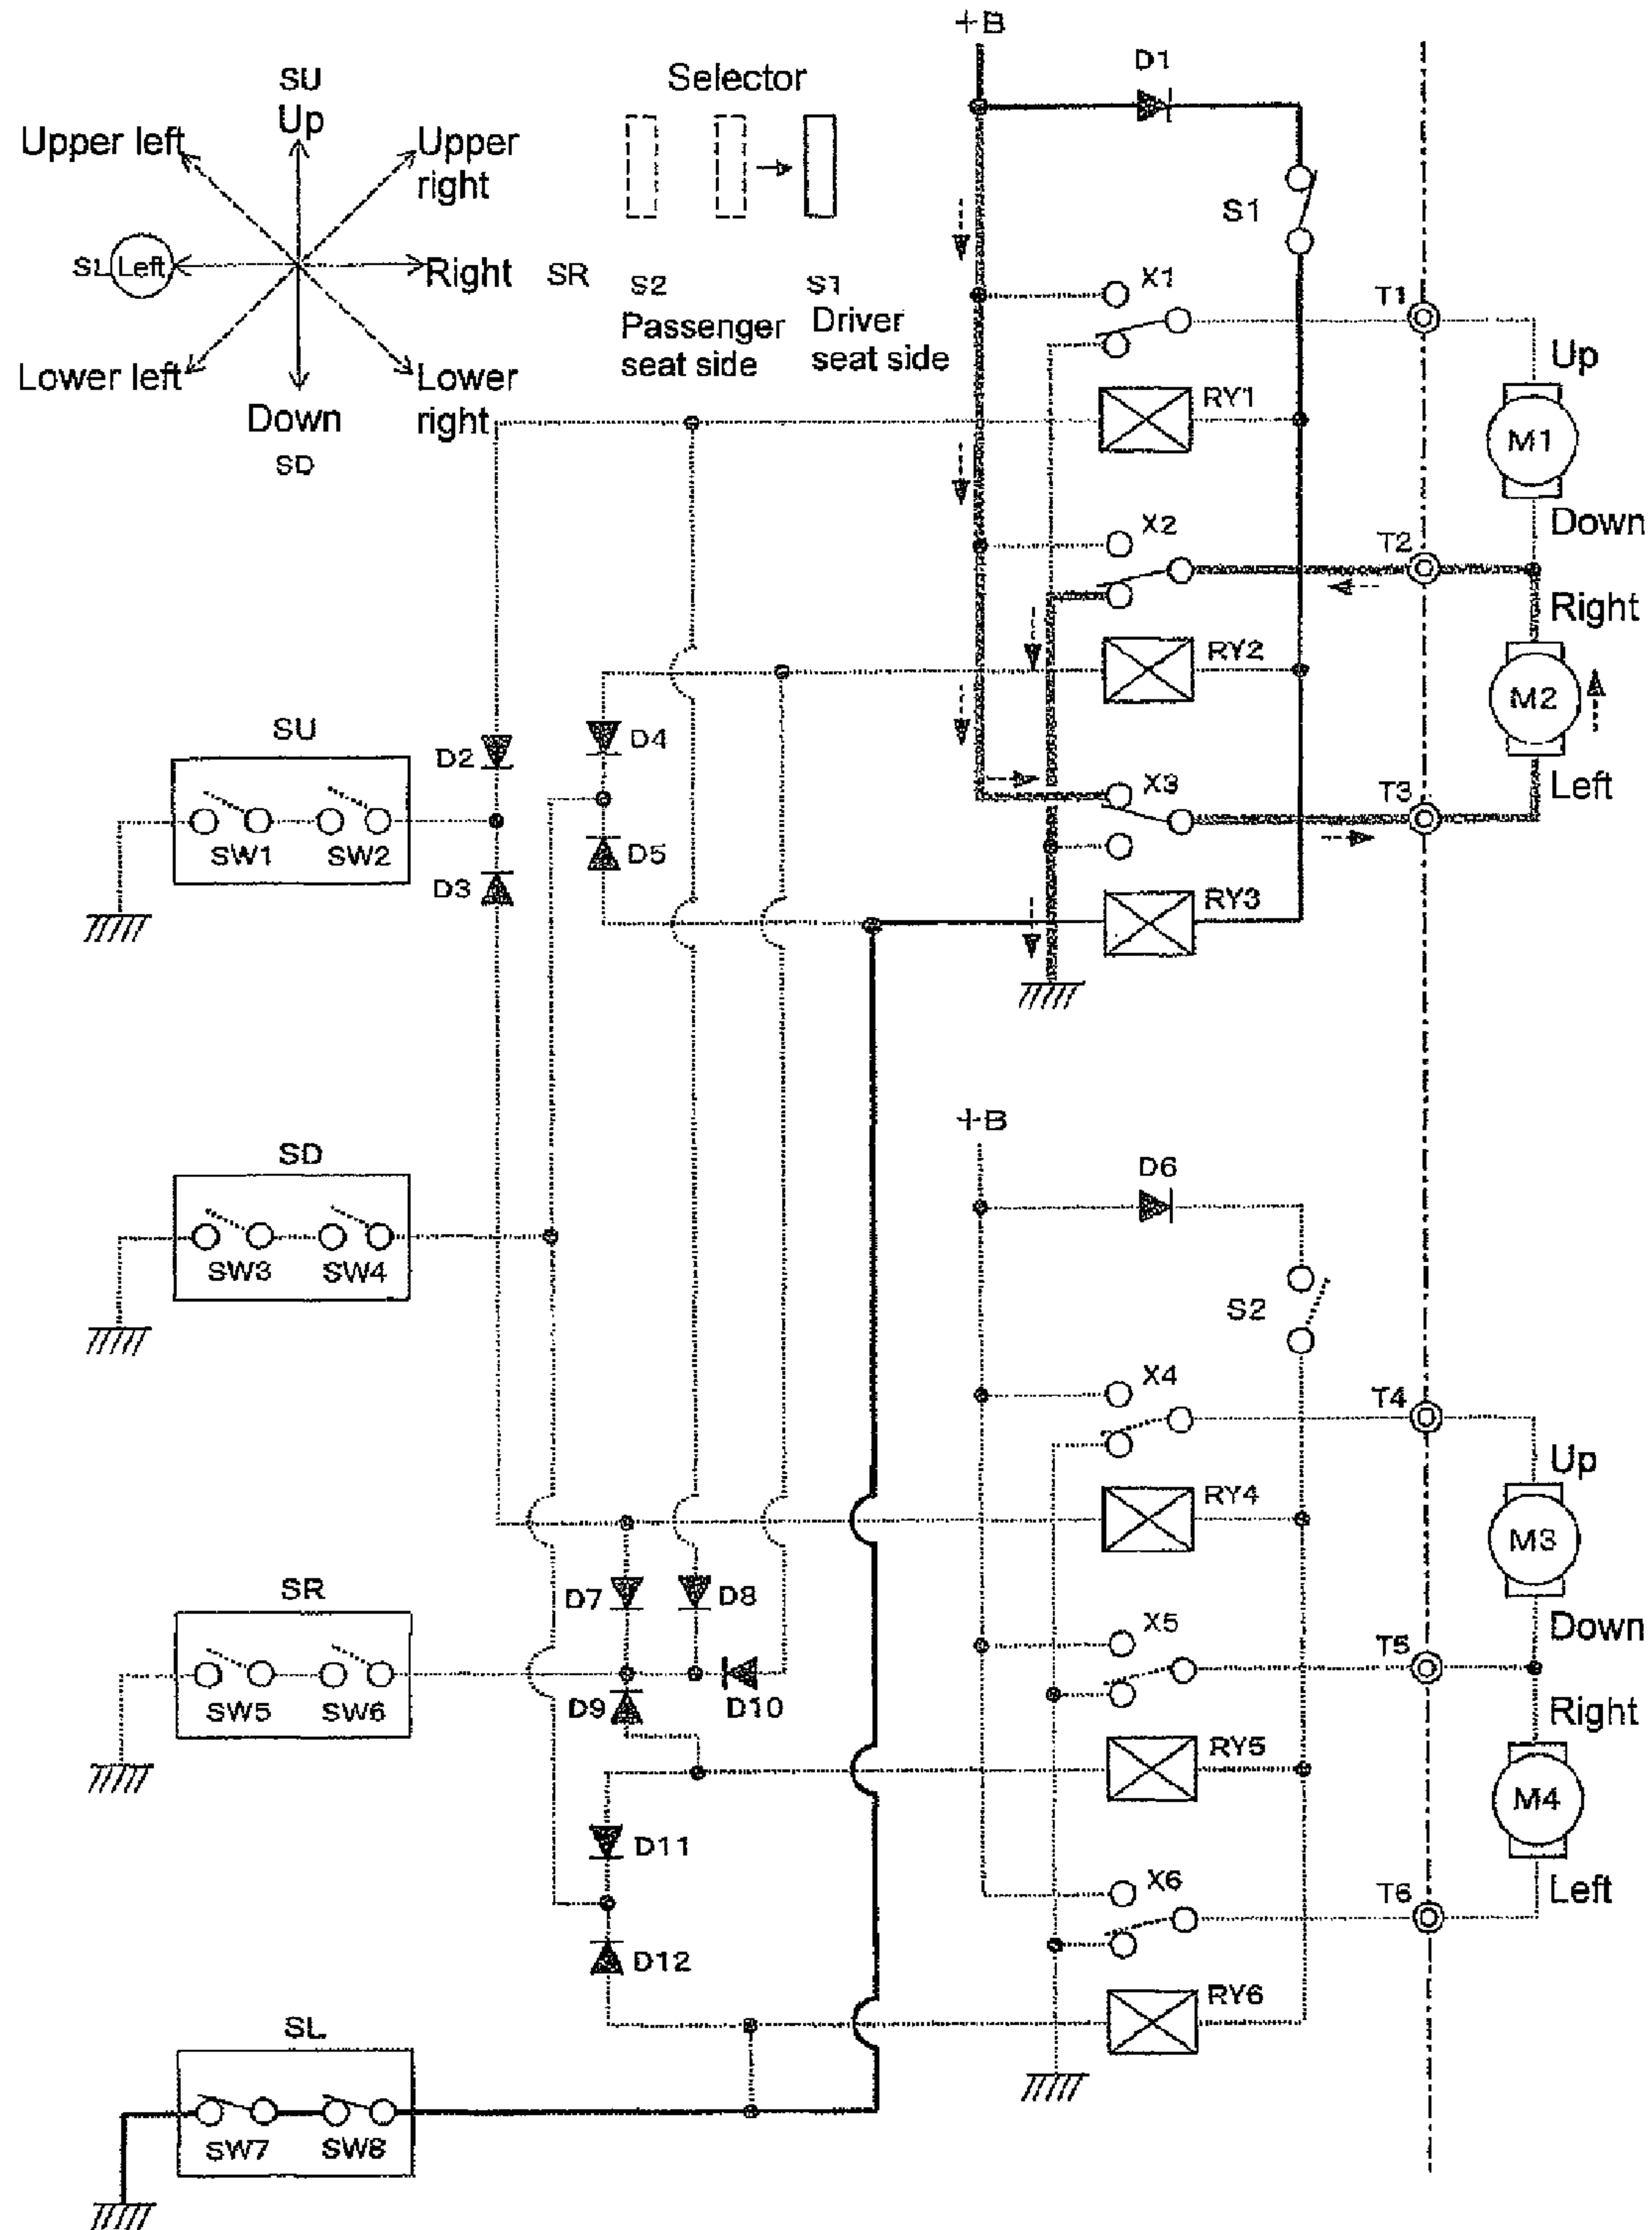 +B
D1
SU
Up
Upper left
Upper right
SL
Left
Right
SR
Lower left
Lower right
Down
SD
Selector
S2
Passenger seat side
S1
Driver seat side
S1
X1
T1
Up
RY1
M1
X2
T2
Down
Right
RY2
M2
SU
D2
D4
X3
T3
Left
SW1
SW2
D3
D5
RY3
+B
SD
D6
SW3
SW4
S2
X4
T4
Up
RY4
M3
SR
D7
D8
X5
T5
Down
SW5
SW6
D9
D10
Right
RY5
M4
D11
X6
T6
Left
D12
RY6
SL
SW7
SW8